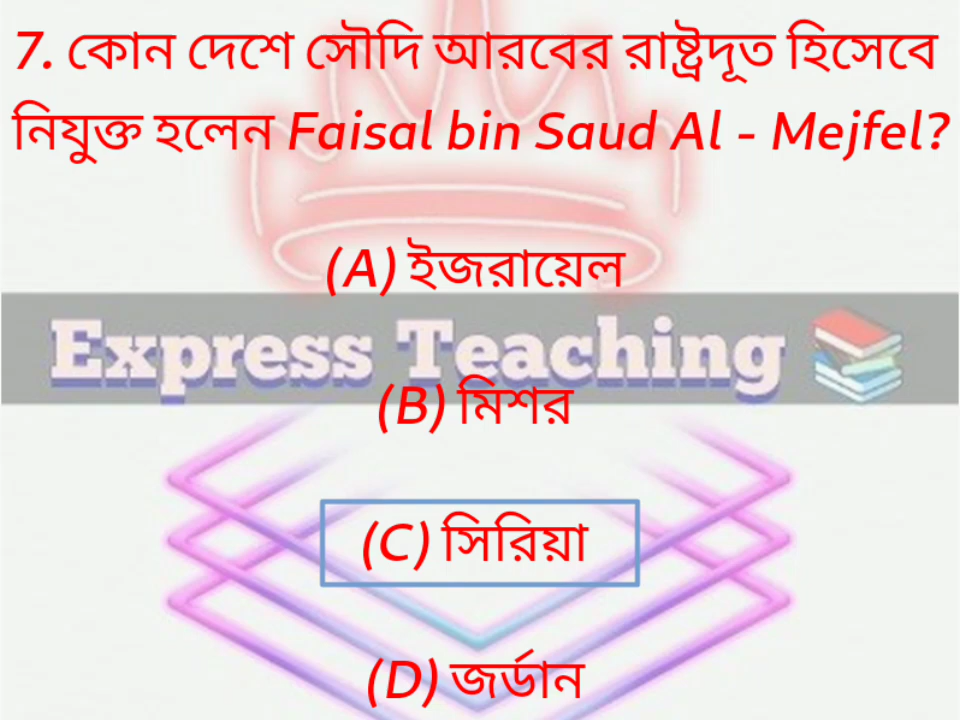 7. কোন দেশে সৌদি আরবের রাষ্ট্রদূত হিসেবে
নিযুক্ত হলেন Faisal bin Saud Al - Mejfel?
(A) ইজরায়েল
Express Teaching
(B) মিশর
(C) সিরিয়া
(D) জর্ডান